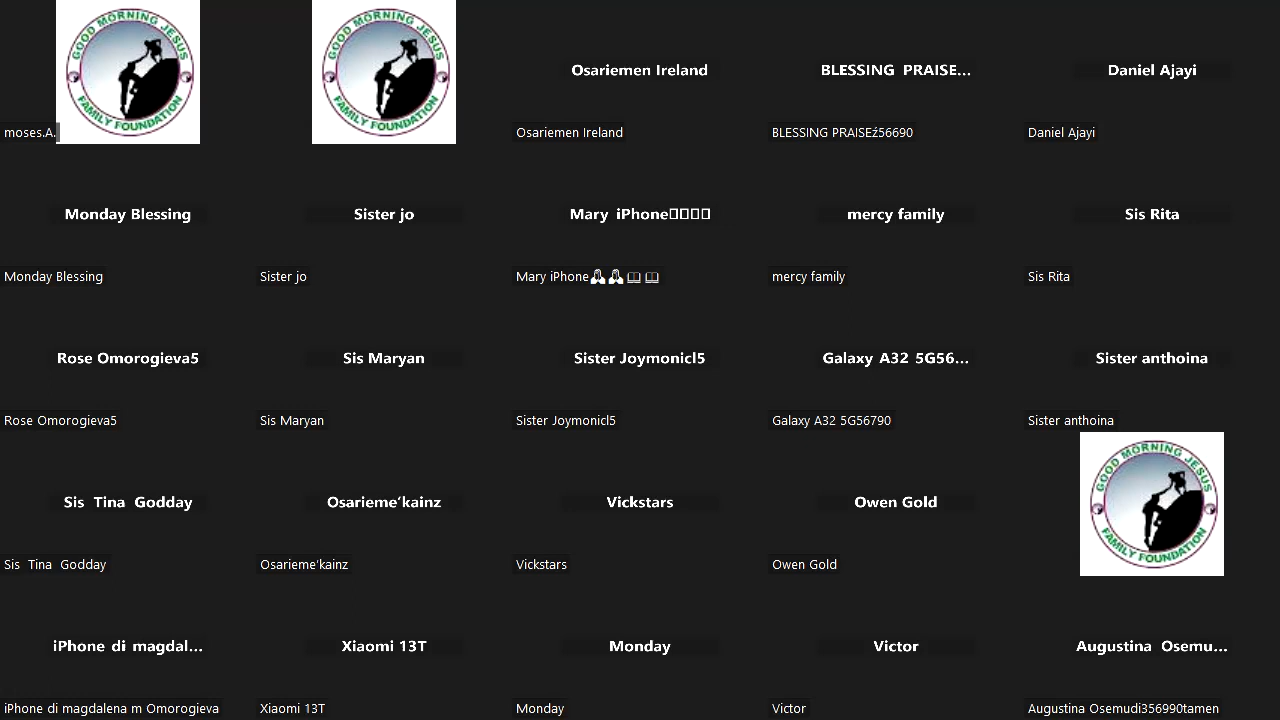 GOOD MORNING JESUS
FAMILY FOUNDATION
moses.A.
GOOD MORNING JESUS
FAMILY FOUNDATION
Osariemen Ireland
Osariemen Ireland
BLESSING PRAISE...
BLESSING PRAISEź56690
Daniel Ajayi
Daniel Ajayi
Monday Blessing
Monday Blessing
Sister jo
Sister jo
Mary iPhone
Mary iPhone
mercy family
mercy family
Sis Rita
Sis Rita
Rose Omorogieva5
Rose Omorogieva5
Sis Maryan
Sis Maryan
Sister Joymonicl5
Sister Joymonicl5
Galaxy A32 5G56...
Galaxy A32 5G56790
Sister anthoina
Sister anthoina
Sis Tina Godday
Sis Tina Godday
Osarieme'kainz
Osarieme'kainz
Vickstars
Vickstars
Owen Gold
Owen Gold
GOOD MORNING JESUS
FAMILY FOUNDATION
iPhone di magdal...
iPhone di magdalena m Omorogieva
Xiaomi 13T
Xiaomi 13T
Monday
Monday
Victor
Victor
Augustina Osemu...
Augustina Osemudi356990tamen